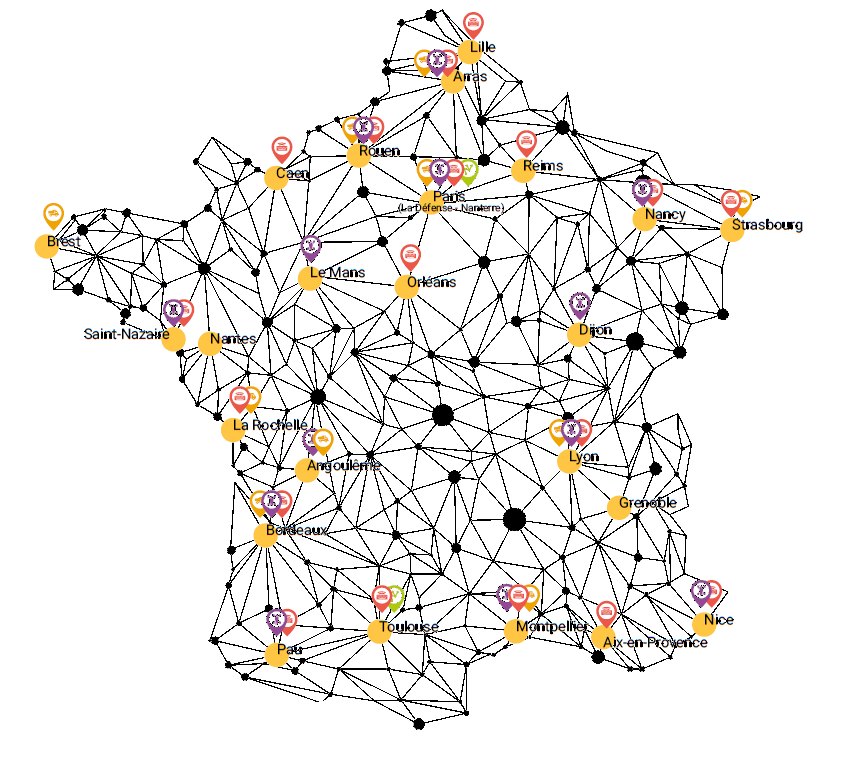 Lille
Arras
Rouen
Reims
Caen
Paris
(La Défense - Nanterre)
Nancy
Strasbourg
Brest
Le Mans
Orléans
Dijon
Saint-Nazaire
Nantes
La Rochelle
Angoulême
Lyon
Grenoble
Bordeaux
Nice
Toulouse
Montpellier
Aix-en-Provence
Pau